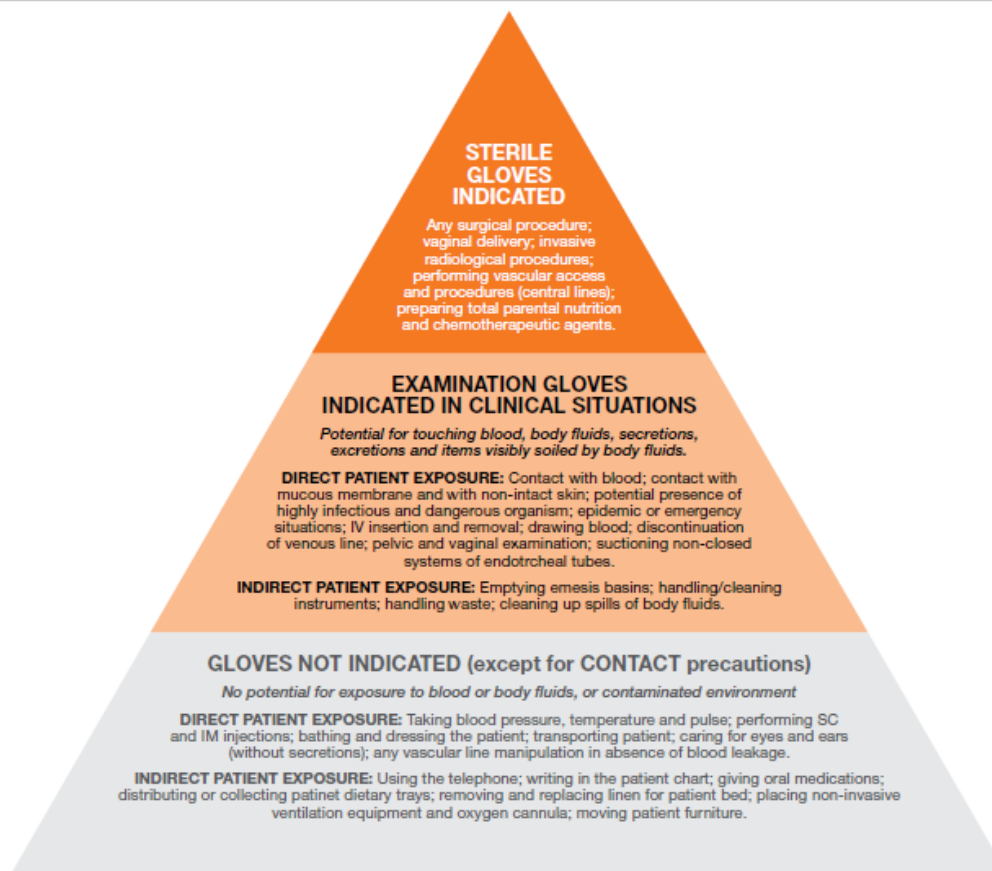 STERILE
GLOVES
INDICATED
Any surgical procedure;
vaginal delivery; invasive
radiological procedures;
performing vascular access
and procedures (central lines);
preparing total parental nutrition
and chemotherapeutic agents.
EXAMINATION GLOVES
INDICATED IN CLINICAL SITUATIONS
Potential for touching blood, body fluids, secretions,
excretions and items visibly soiled by body fluids.
DIRECT PATIENT EXPOSURE: Contact with blood; contact with
mucous membrane and with non-intact skin; potential presence of
highly infectious and dangerous organism; epidemic or emergency
situations; IV insertion and removal; drawing blood; discontinuation
of venous line; pelvic and vaginal examination; suctioning non-closed
systems of endotrcheal tubes.
INDIRECT PATIENT EXPOSURE: Emptying emesis basins; handling/cleaning
instruments; handling waste; cleaning up spills of body fluids.
GLOVES NOT INDICATED (except for CONTACT precautions)
No potential for exposure to blood or body fluids, or contaminated environment
DIRECT PATIENT EXPOSURE: Taking blood pressure, temperature and pulse; performing SC
and IM injections; bathing and dressing the patient; transporting patient; caring for eyes and ears
(without secretions); any vascular line manipulation in absence of blood leakage.
INDIRECT PATIENT EXPOSURE: Using the telephone; writing in the patient chart; giving oral medications;
distributing or collecting patinet dietary trays; removing and replacing linen for patient bed; placing non-invasive
ventilation equipment and oxygen cannula; moving patient furniture.